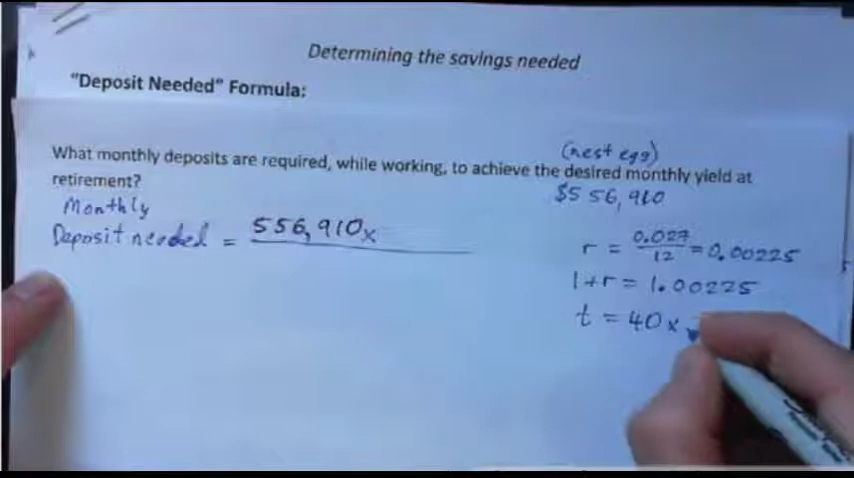 Determining the savings needed
"Deposit Needed" Formula:
(nest egg)
What monthly deposits are required, while working, to achieve the desired monthly yield at
retirement?
$556,910
Monthly
Deposit needed = 556,910x
r = 0.027/12 = 0.00225
1+r = 1.00225
t = 40x